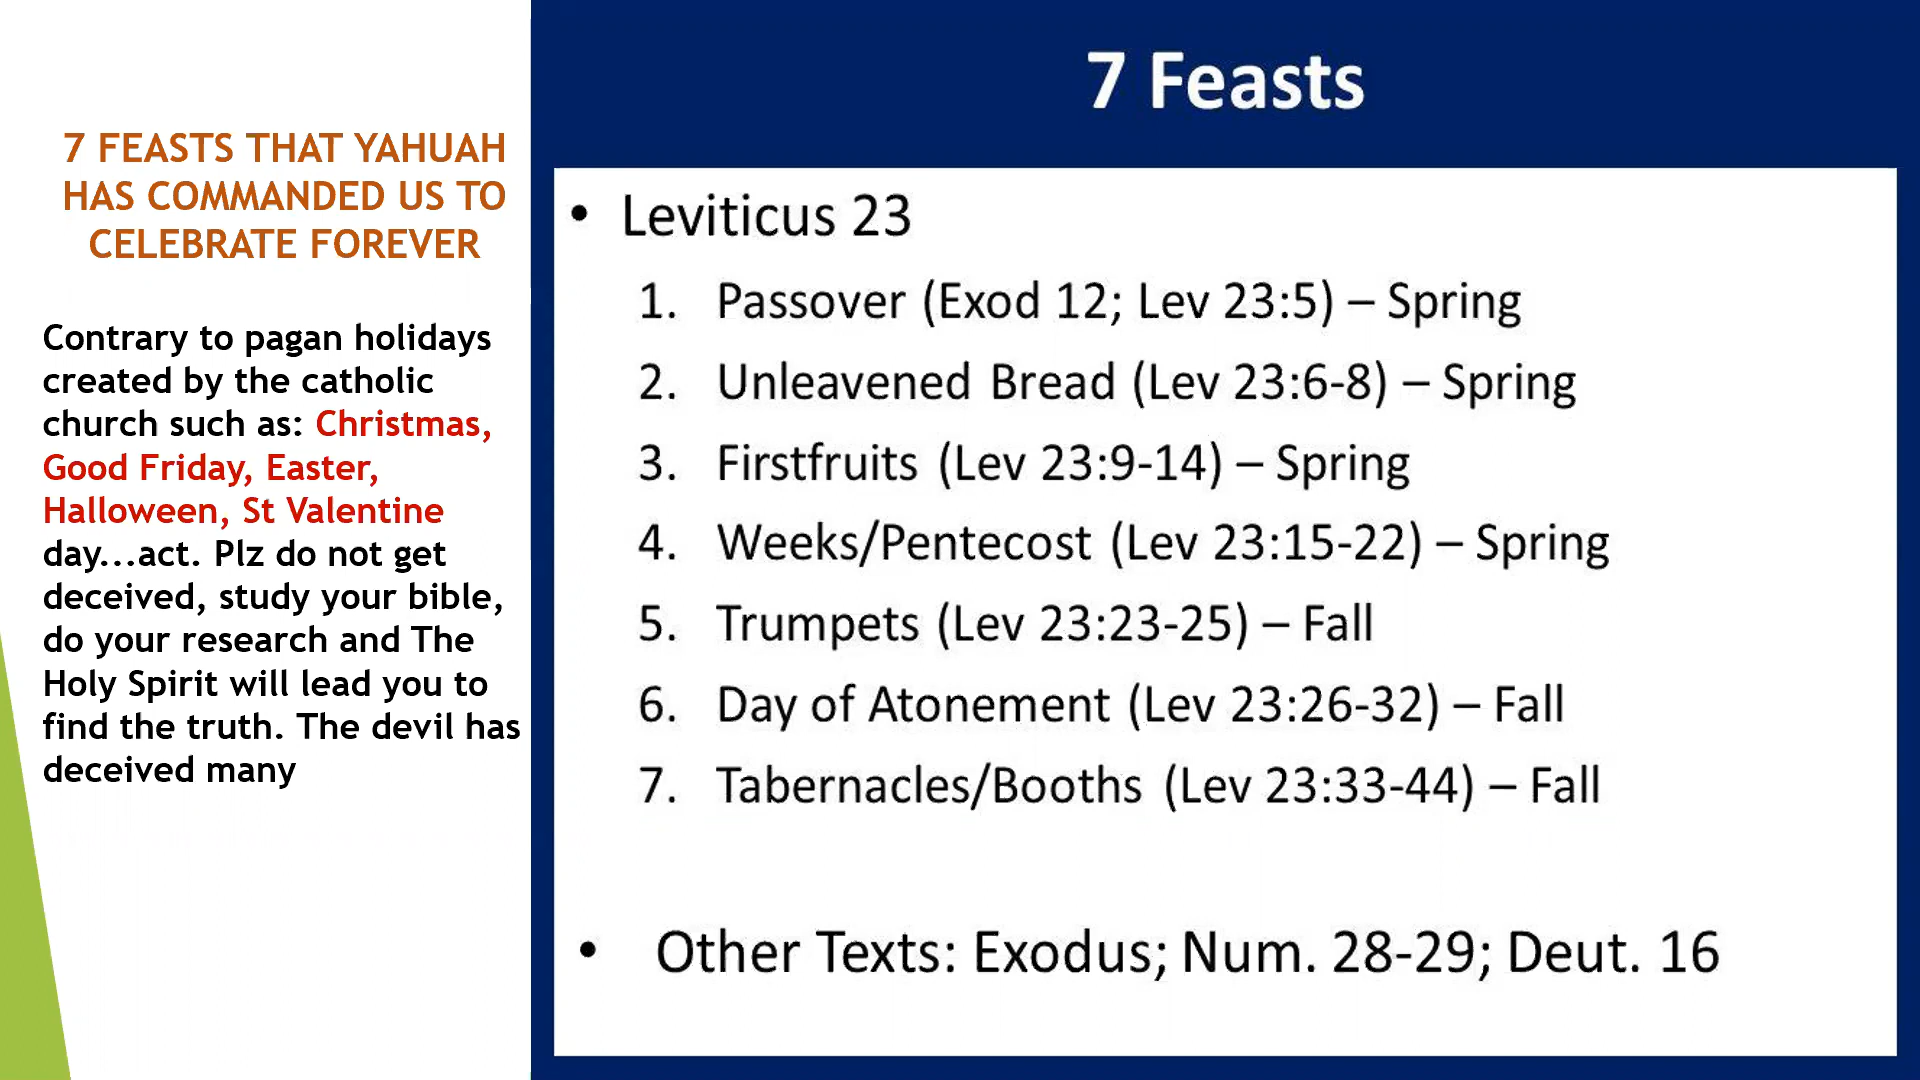 7 FEASTS THAT YAHUAH
HAS COMMANDED US TO
CELEBRATE FOREVER
Contrary to pagan holidays
created by the catholic
church such as: Christmas,
Good Friday, Easter,
Halloween, St Valentine
day...act. Plz do not get
deceived, study your bible,
do your research and The
Holy Spirit will lead you to
find the truth. The devil has
deceived many
7 Feasts
• Leviticus 23
1. Passover (Exod 12; Lev 23:5) – Spring
2. Unleavened Bread (Lev 23:6-8) – Spring
3. Firstfruits (Lev 23:9-14) – Spring
4. Weeks/Pentecost (Lev 23:15-22) – Spring
5. Trumpets (Lev 23:23-25) – Fall
6. Day of Atonement (Lev 23:26-32) – Fall
7. Tabernacles/Booths (Lev 23:33-44) – Fall
• Other Texts: Exodus; Num. 28-29; Deut. 16